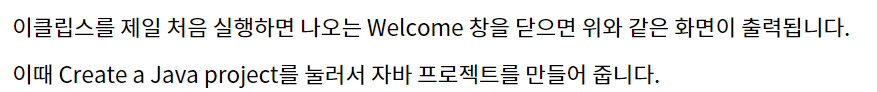 이클립스를 제일 처음 실행하면 나오는 Welcome 창을 닫으면 위와 같은 화면이 출력됩니다.
이때 Create a Java project를 눌러서 자바 프로젝트를 만들어 줍니다.